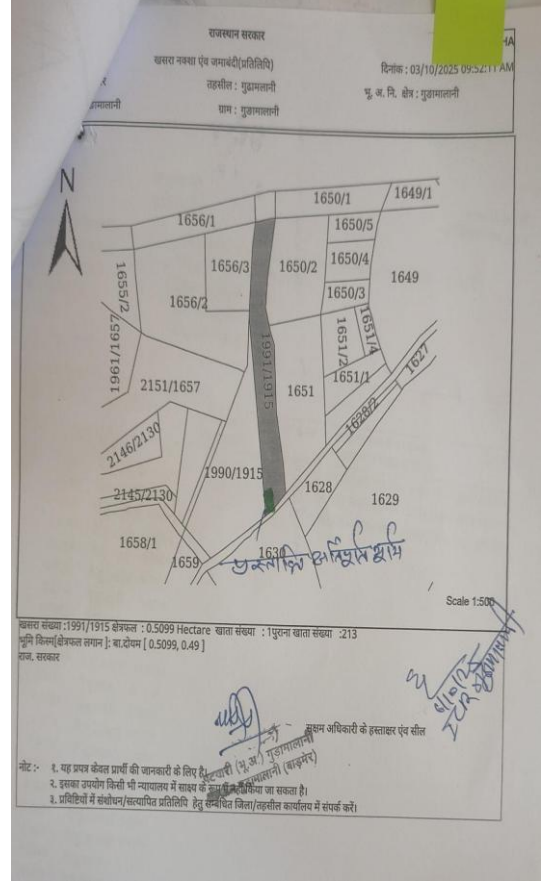 राजस्थान सरकार
HA
खसरा नक्शा एंव जमाबंदी(प्रतिलिपि)
दिनांक : 03/10/2025 09:52:11 AM
तहसील : गुढामालानी
भू. अ. नि. क्षेत्र : गुडामालानी
ग्राम : गुडामालानी
N
1649/1
1650/1
1656/1
1650/5
1656/3
1650/2
1650/4
1649
1655/2
1656/2
1650/3
1961/1657
1991/1915
1651/2
1651/4
1627
2151/1657
1651
1651/1
1628/2
2146/2130
1990/1915
2145/2130
1628
1629
1658/1
1659
1630
भूमि
Scale 1:500
खसरा संख्या :1991/1915 क्षेत्रफल : 0.5099 Hectare खाता संख्या : 1पुराना खाता संख्या :213
भूमि किस्म[क्षेत्रफल लगान ]: बा.दोयम [ 0.5099, 0.49 ]
राज. सरकार
सक्षम अधिकारी के हस्ताक्षर एंव सील
पटवारी (भू.अ.) गुडामालानी
गुडामालानी (बाड़मेर)
नोट :- १. यह प्रपत्र केवल प्रार्थी की जानकारी के लिए है।
२. इसका उपयोग किसी भी न्यायालय में साक्ष्य के रूप में नहीं किया जा सकता है।
३. प्रविष्टियों में संशोधन/सत्यापित प्रतिलिपि हेतु सम्बंधित जिला/तहसील कार्यालय में संपर्क करें।